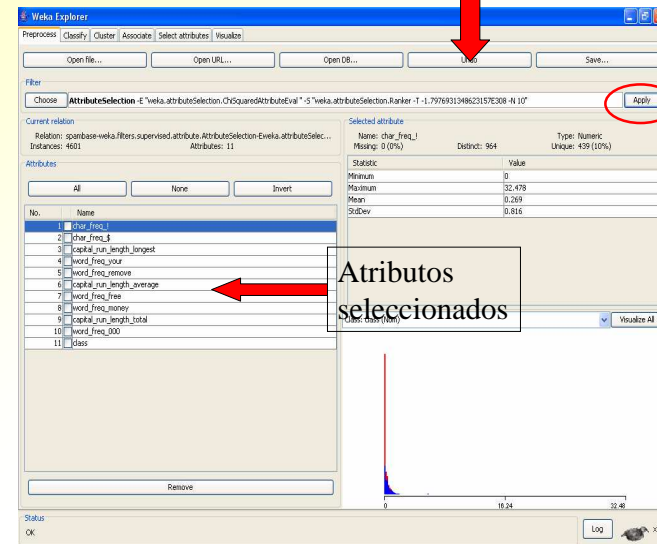 Weka Explorer
Preprocess Classify Cluster Associate Select attributes Visualize
Open file... Open URL... Open DB... Undo Save...
Filter
Choose AttributeSelection -E "weka.attributeSelection.ChiSquaredAttributeEval " -S "weka.attributeSelection.Ranker -T -1.7976931348623157E308 -N 10" Apply
Current relation
Relation: spambase-weka.filters.supervised.attribute.AttributeSelection-Eweka.attributeSelec...
Instances: 4601 Attributes: 11
Selected attribute
Name: char_freq_! Type: Numeric
Missing: 0 (0%) Distinct: 964 Unique: 439 (10%)
Statistic Value
Minimum 0
Maximum 32.478
Mean 0.269
StdDev 0.816
Attributes
All None Invert
No. Name
1 char_freq_!
2 char_freq_$
3 capital_run_length_longest
4 word_freq_your
5 word_freq_remove
6 capital_run_length_average
7 word_freq_free
8 word_freq_money
9 capital_run_length_total
10 word_freq_000
11 class
Atributos
seleccionados
Class: class (Nom) Visualize All
0 16.24 32.48
Remove
Status
OK
Log x